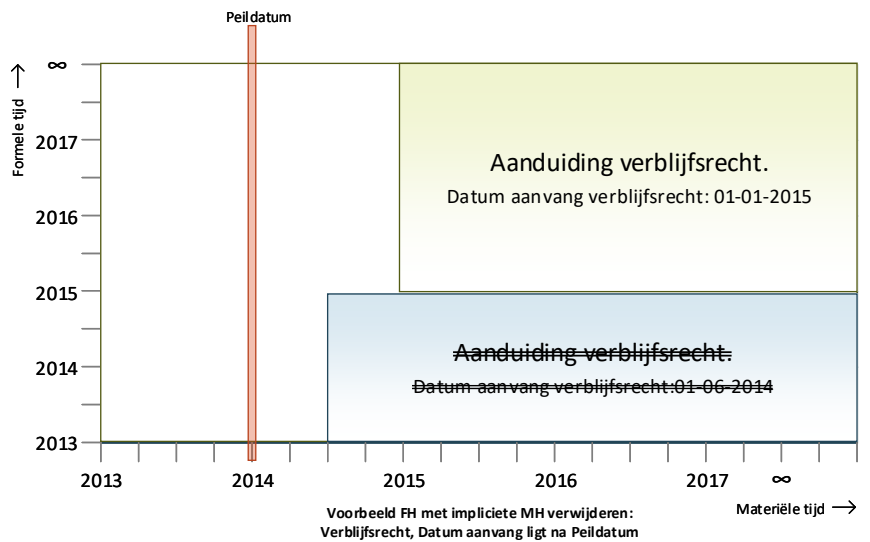 Peildatum
∞
Formele tijd
2017
2016
2015
2014
2013
Aanduiding verblijfsrecht.
Datum aanvang verblijfsrecht: 01-01-2015
Aanduiding verblijfsrecht.
Datum aanvang verblijfsrecht:01-06-2014
2013 2014 2015 2016 2017 ∞
Materiële tijd
Voorbeeld FH met impliciete MH verwijderen:
Verblijfsrecht, Datum aanvang ligt na Peildatum